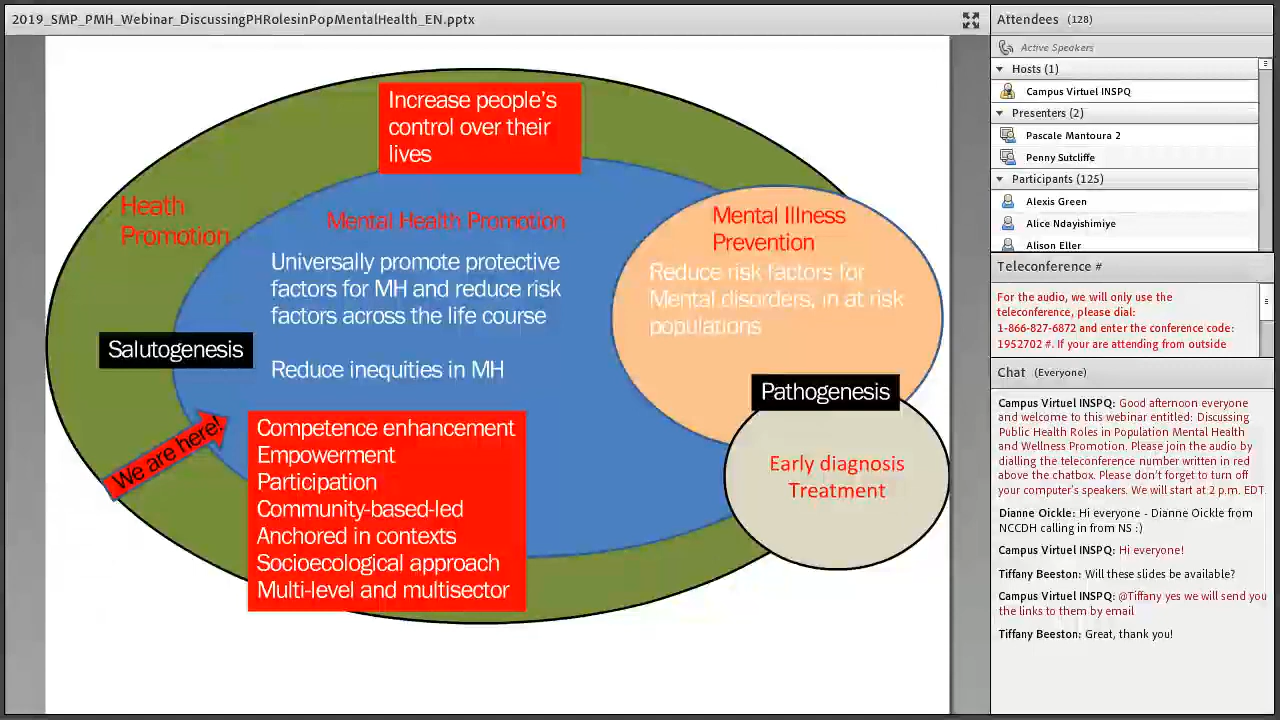 2019_SMP_PMH_Webinar_DiscussingPHRolesinPopMentalHealth_EN.pptx
Increase people's
control over their
lives
Heath
Promotion
Mental Health Promotion
Universally promote protective
factors for MH and reduce risk
factors across the life course
Reduce inequities in MH
Mental Illness
Prevention
Reduce risk factors for
Mental disorders, in at risk
populations
Salutogenesis
Pathogenesis
We are here!
Competence enhancement
Empowerment
Participation
Community-based-led
Anchored in contexts
Socioecological approach
Multi-level and multisector
Early diagnosis
Treatment
Attendees (128)
Active Speakers
Hosts (1)
Campus Virtuel INSPQ
Presenters (2)
Pascale Mantoura 2
Penny Sutcliffe
Participants (125)
Alexis Green
Alice Ndayishimiye
Alison Eller
Teleconference #
For the audio, we will only use the
teleconference, please dial:
1-866-827-6872 and enter the conference code:
1952702 #. If your are attending from outside
Chat (Everyone)
Campus Virtuel INSPQ: Good afternoon everyone
and welcome to this webinar entitled: Discussing
Public Health Roles in Population Mental Health
and Wellness Promotion. Please join the audio by
dialling the teleconference number written in red
above the chatbox. Please don't forget to turn off
your computer's speakers. We will start at 2 p.m. EDT.
Dianne Oickle: Hi everyone - Dianne Oickle from
NCCDH calling in from NS :)
Campus Virtuel INSPQ: Hi everyone!
Tiffany Beeston: Will these slides be available?
Campus Virtuel INSPQ: @Tiffany yes we will send you
the links to them by email
Tiffany Beeston: Great, thank you!